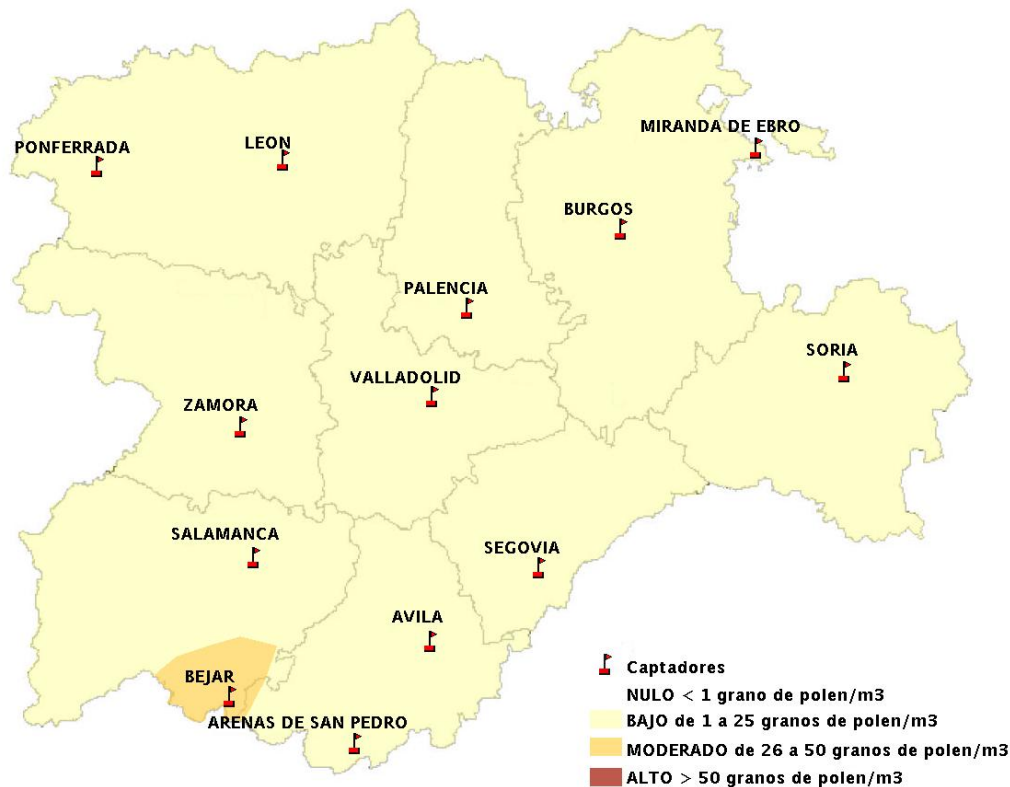 MIRANDA DE EBRO
PONFERRADA
LEON
BURGOS
PALENCIA
SORIA
VALLADOLID
ZAMORA
SALAMANCA
SEGOVIA
AVILA
BEJAR
ARENAS DE SAN PEDRO
Captadores
NULO < 1 grano de polen/m3
BAJO de 1 a 25 granos de polen/m3
MODERADO de 26 a 50 granos de polen/m3
ALTO > 50 granos de polen/m3